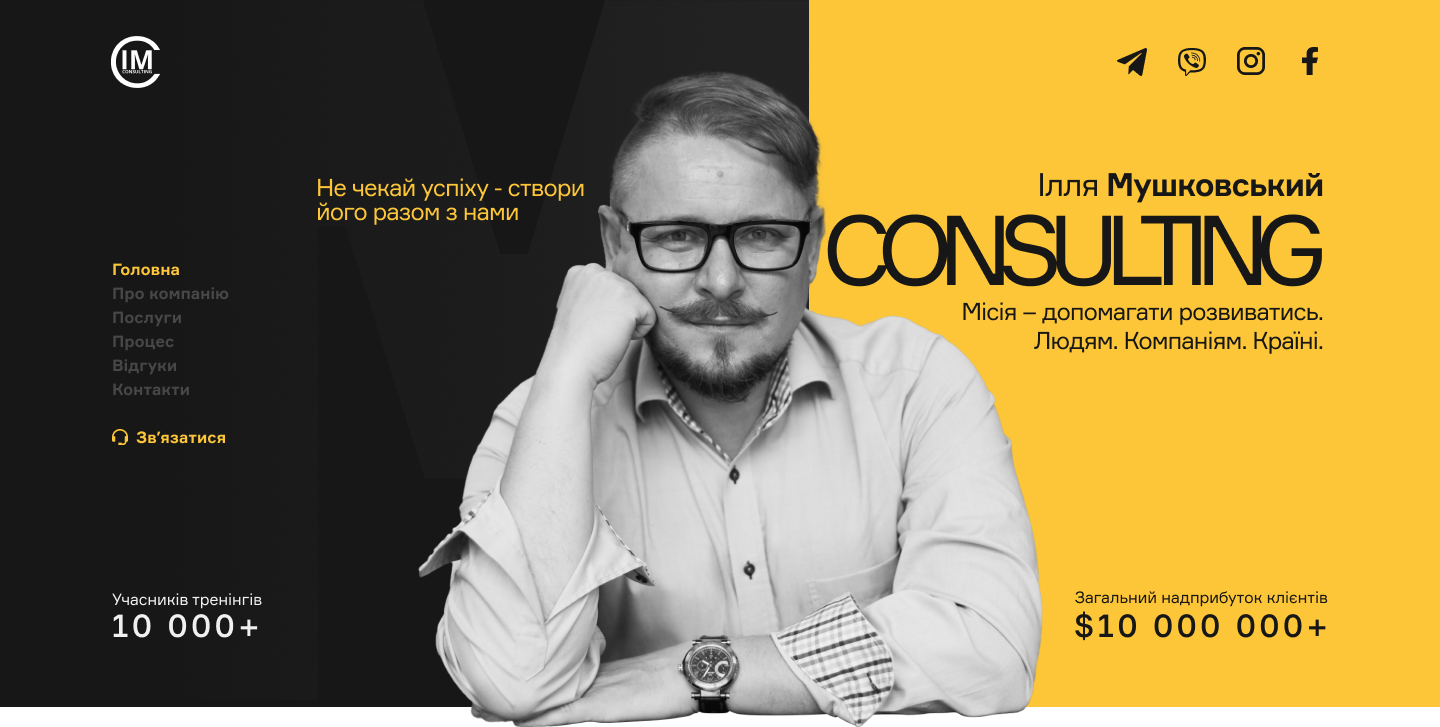 IM
CONSULTING
Не чекай успіху - створи
його разом з нами
Ілля Мушковський
CONSULTING
Місія – допомагати розвиватись.
Людям. Компаніям. Країні.
Головна
Про компанію
Послуги
Процес
Відгуки
Контакти
Зв'язатися
Учасників тренінгів
10 000+
Загальний надприбуток клієнтів
$10 000 000+